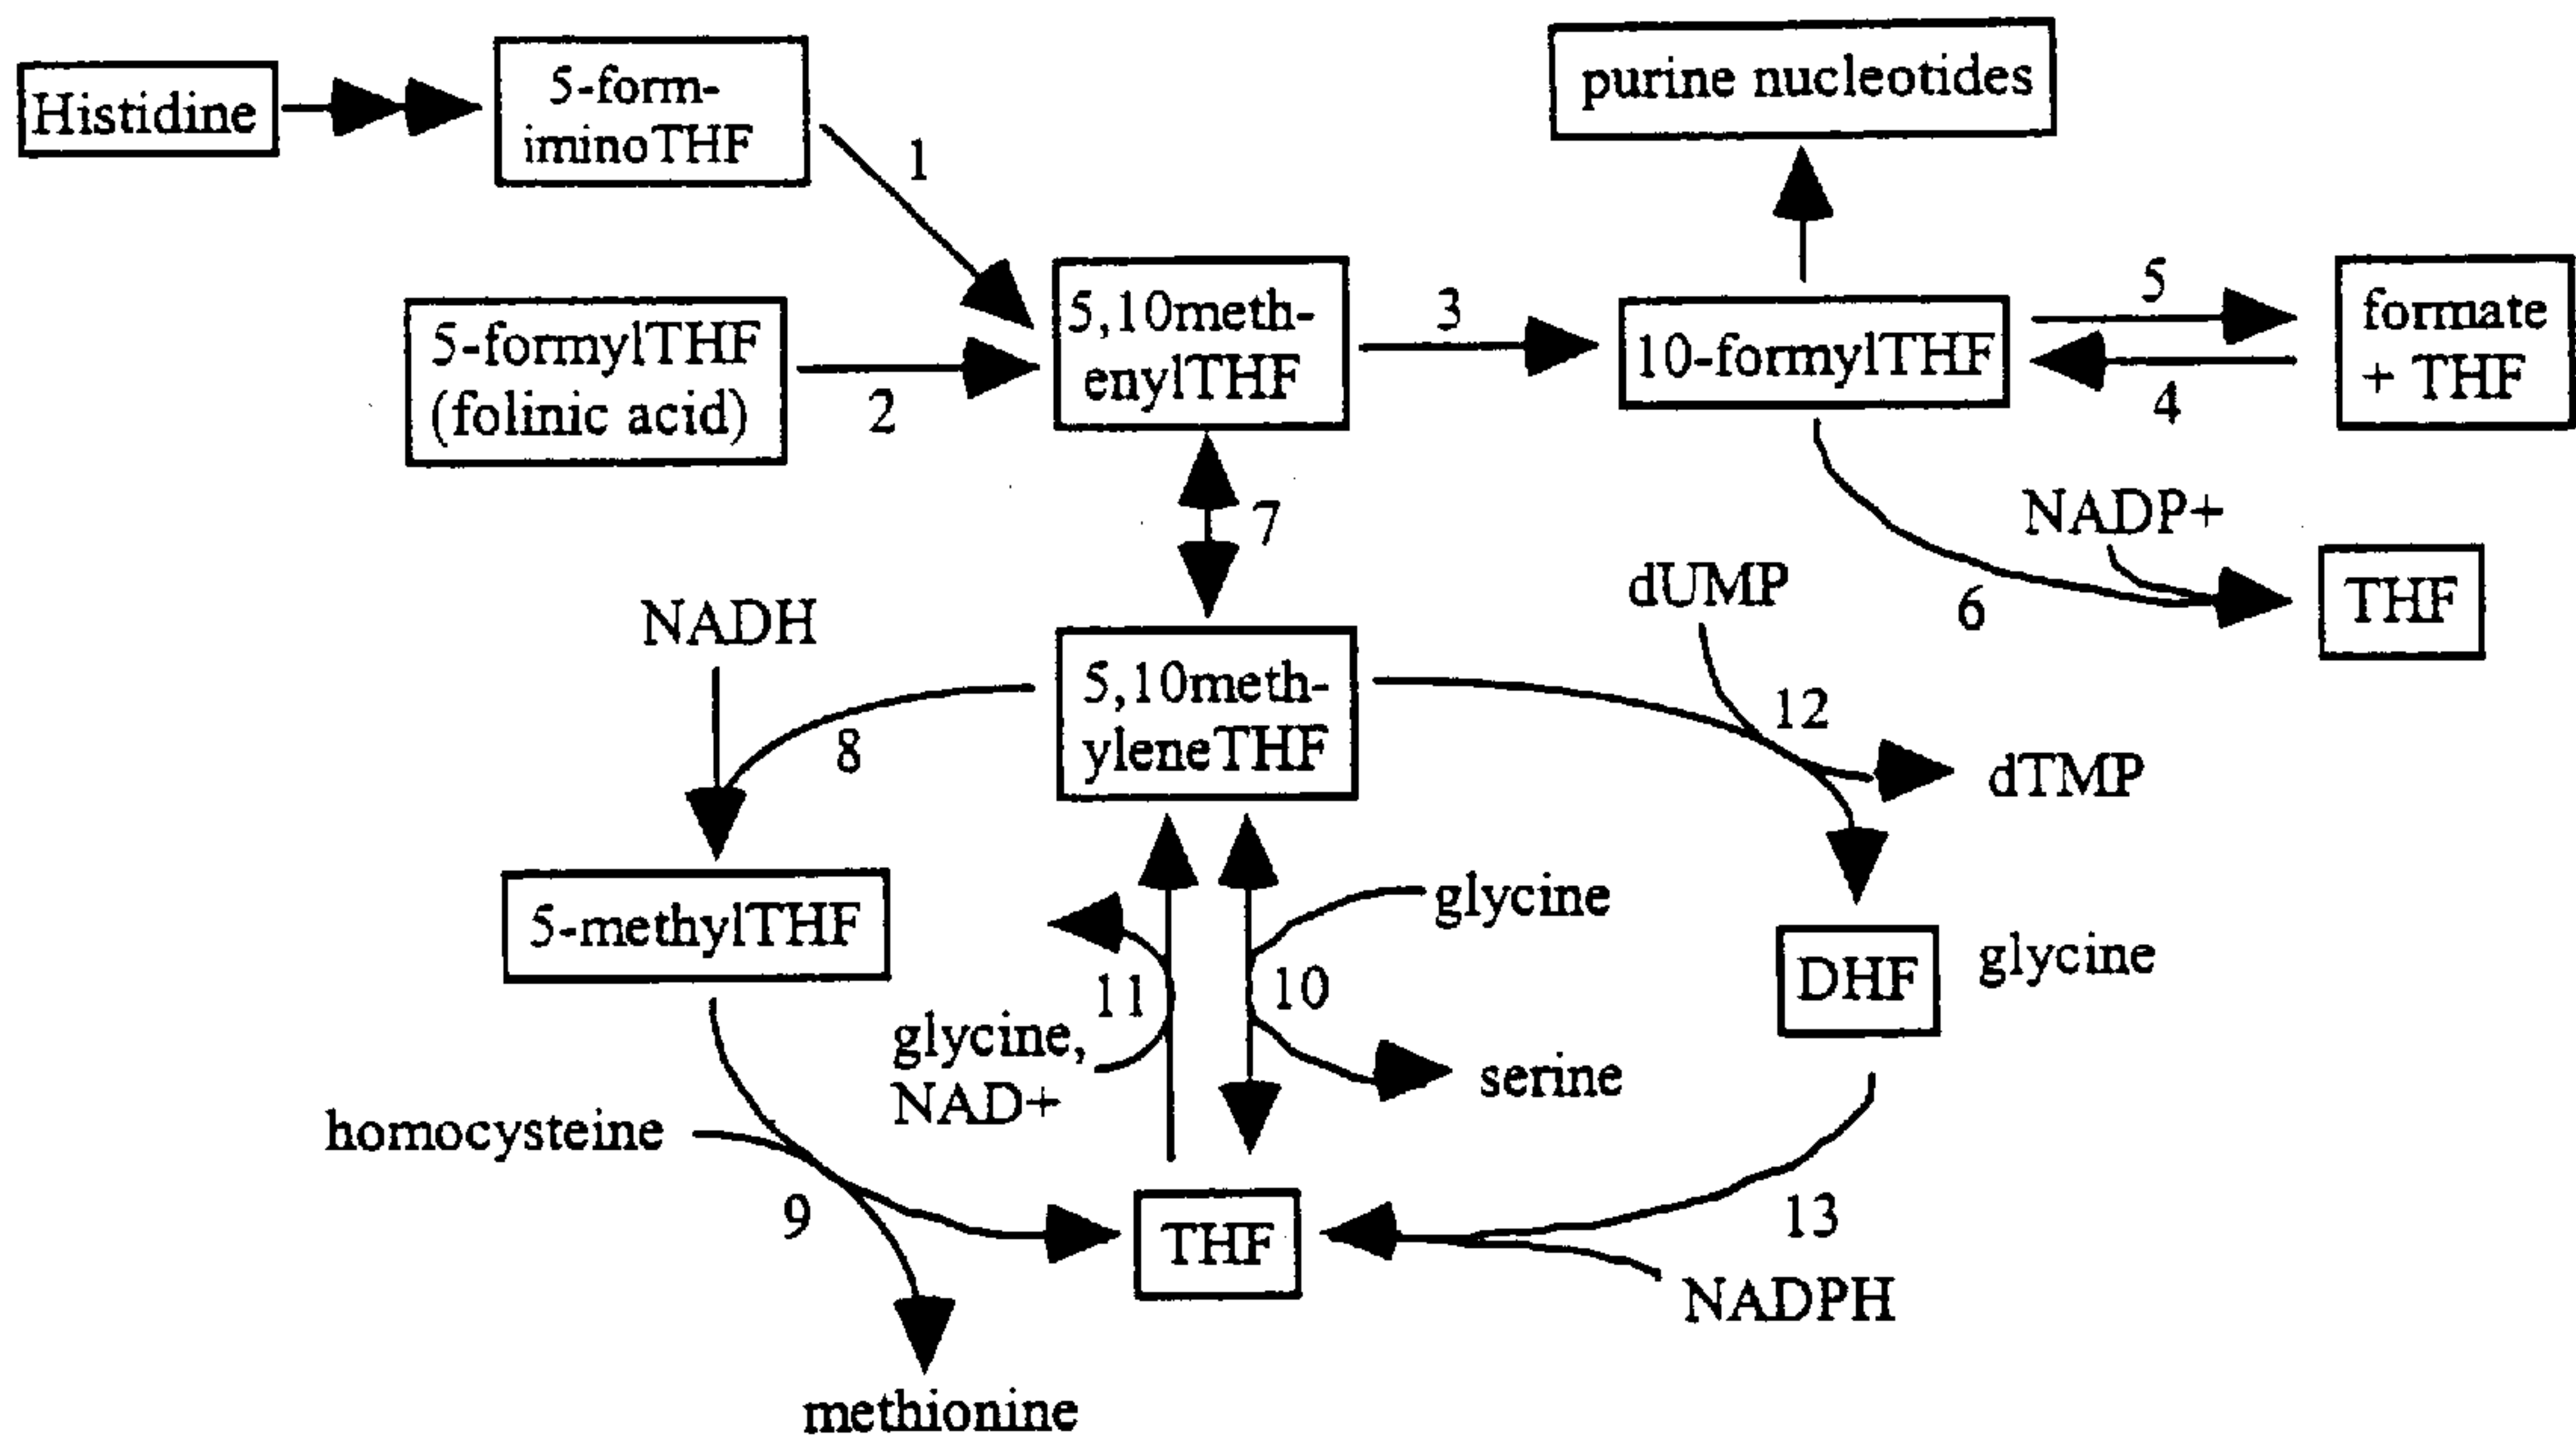 Histidine
5-form-
iminoTHF
1
purine nucleotides
5-formylTHF
(folinic acid)
2
5,10meth-
enylTHF
3
10-formylTHF
5
4
formate
+ THF
7
NADP+
6
THF
NADH
8
5,10meth-
yleneTHF
dUMP
12
dTMP
5-methylTHF
11
glycine,
NAD+
10
glycine
serine
DHF
glycine
homocysteine
9
THF
13
NADPH
methionine